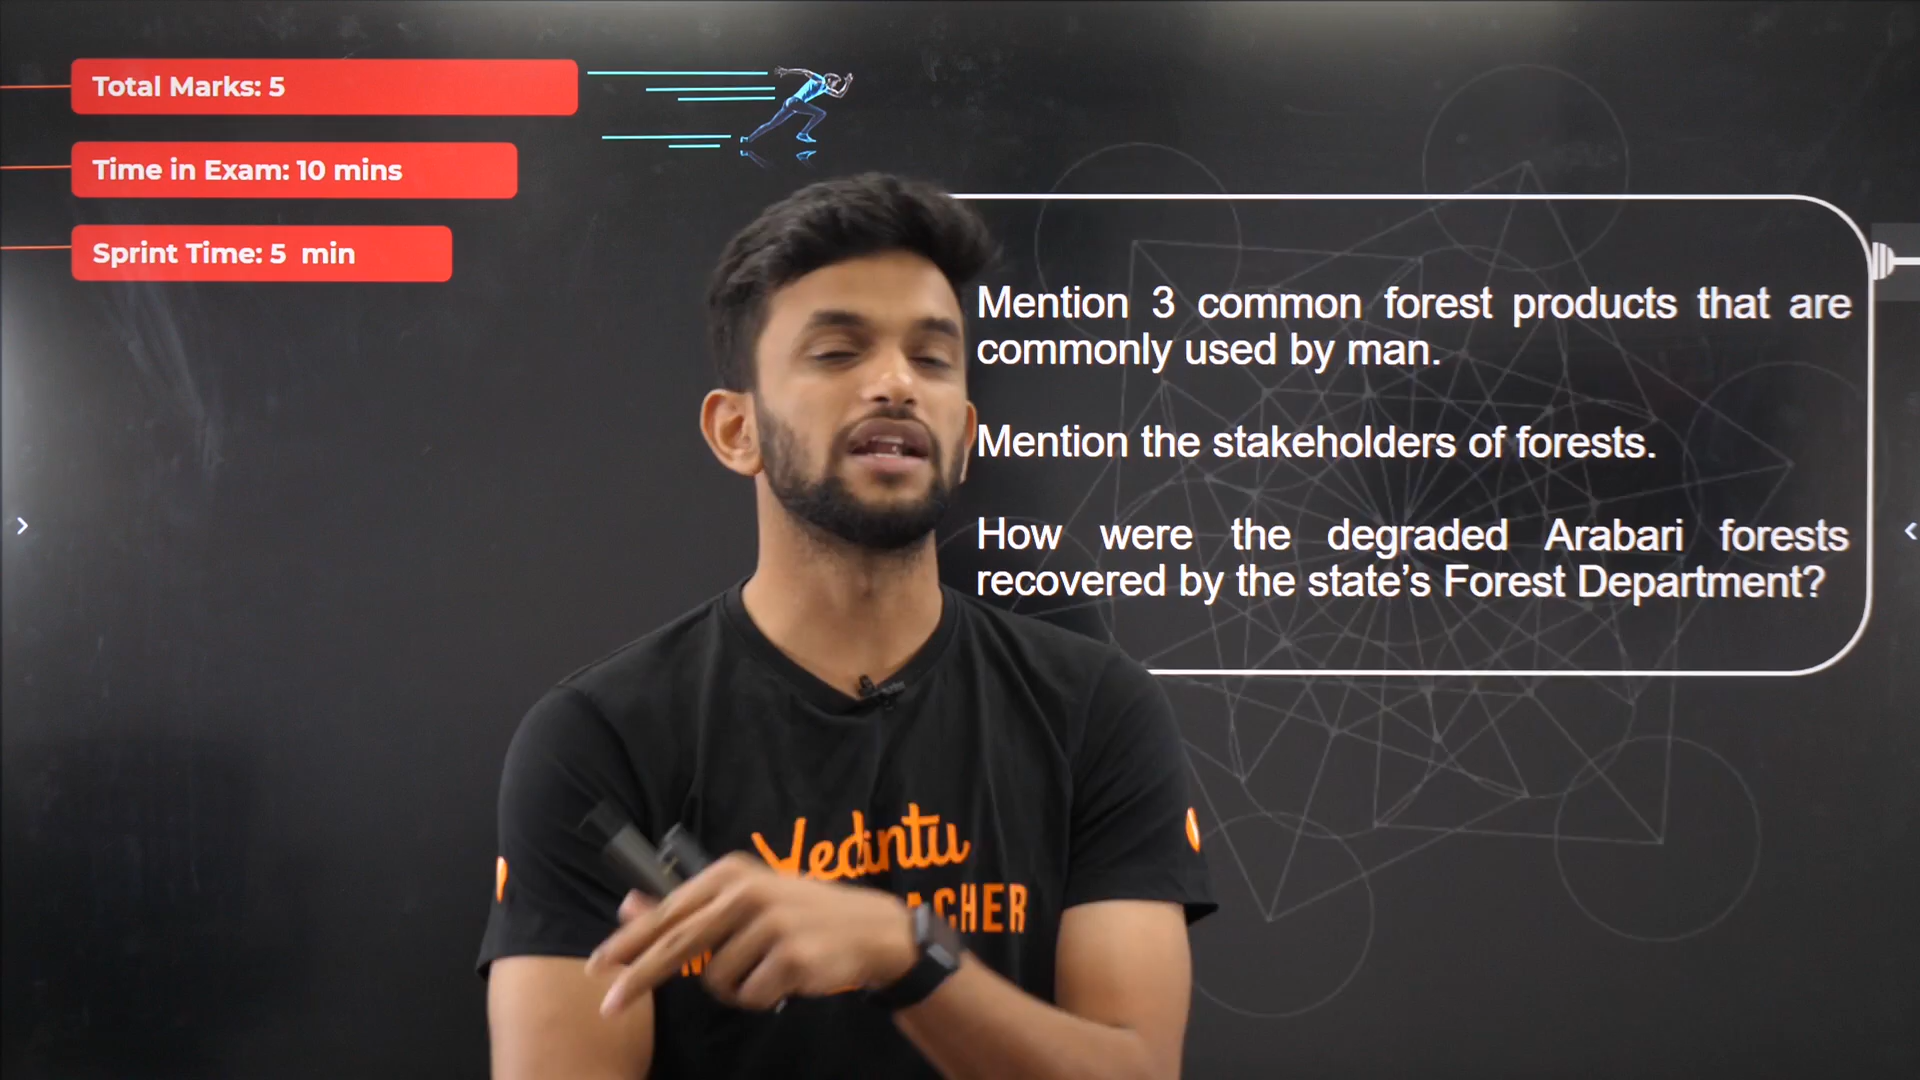 Total Marks: 5
Time in Exam: 10 mins
Sprint Time: 5 min
Mention 3 common forest products that are
commonly used by man.
Mention the stakeholders of forests.
How were the degraded Arabari forests
recovered by the state’s Forest Department?
Vedantu